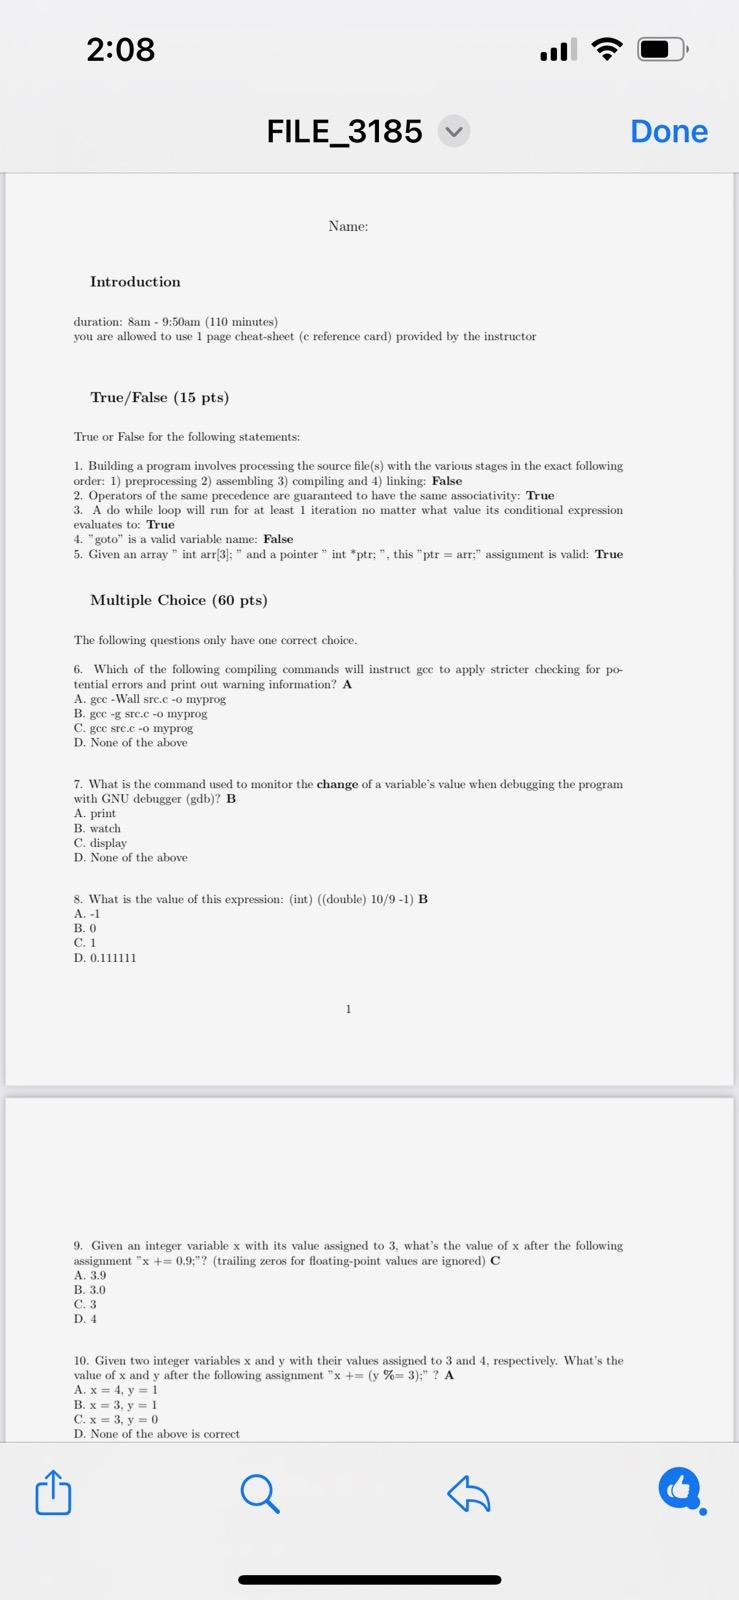 2:08
FILE_3185
Done
Name:
Introduction
duration: 8am - 9:50am (110 minutes)
you are allowed to use 1 page cheat-sheet (c reference card) provided by the instructor
True/False (15 pts)
True or False for the following statements:
1. Building a program involves processing the source file(s) with the various stages in the exact following
order: 1) preprocessing 2) assembling 3) compiling and 4) linking: False
2. Operators of the same precedence are guaranteed to have the same associativity: True
3. A do while loop will run for at least 1 iteration no matter what value its conditional expression
evaluates to: True
4. "goto" is a valid variable name: False
5. Given an array " int arr[3]; " and a pointer " int *ptr; ", this "ptr = arr;" assignment is valid: True
Multiple Choice (60 pts)
The following questions only have one correct choice.
6. Which of the following compiling commands will instruct gcc to apply stricter checking for po-
tential errors and print out warning information? A
A. gcc -Wall src.c -o myprog
B. gcc -g src.c -o myprog
C. gcc src.c -o myprog
D. None of the above
7. What is the command used to monitor the change of a variable's value when debugging the program
with GNU debugger (gdb)? B
A. print
B. watch
C. display
D. None of the above
8. What is the value of this expression: (int) ((double) 10/9 -1) B
A. -1
B. 0
C. 1
D. 0.111111
1
9. Given an integer variable x with its value assigned to 3, what's the value of x after the following
assignment "x += 0.9;"? (trailing zeros for floating-point values are ignored) C
A. 3.9
B. 3.0
C. 3
D. 4
10. Given two integer variables x and y with their values assigned to 3 and 4, respectively. What's the
value of x and y after the following assignment "x += (y %= 3);" ? A
A. x = 4, y = 1
B. x = 3, y = 1
C. x = 3, y = 0
D. None of the above is correct